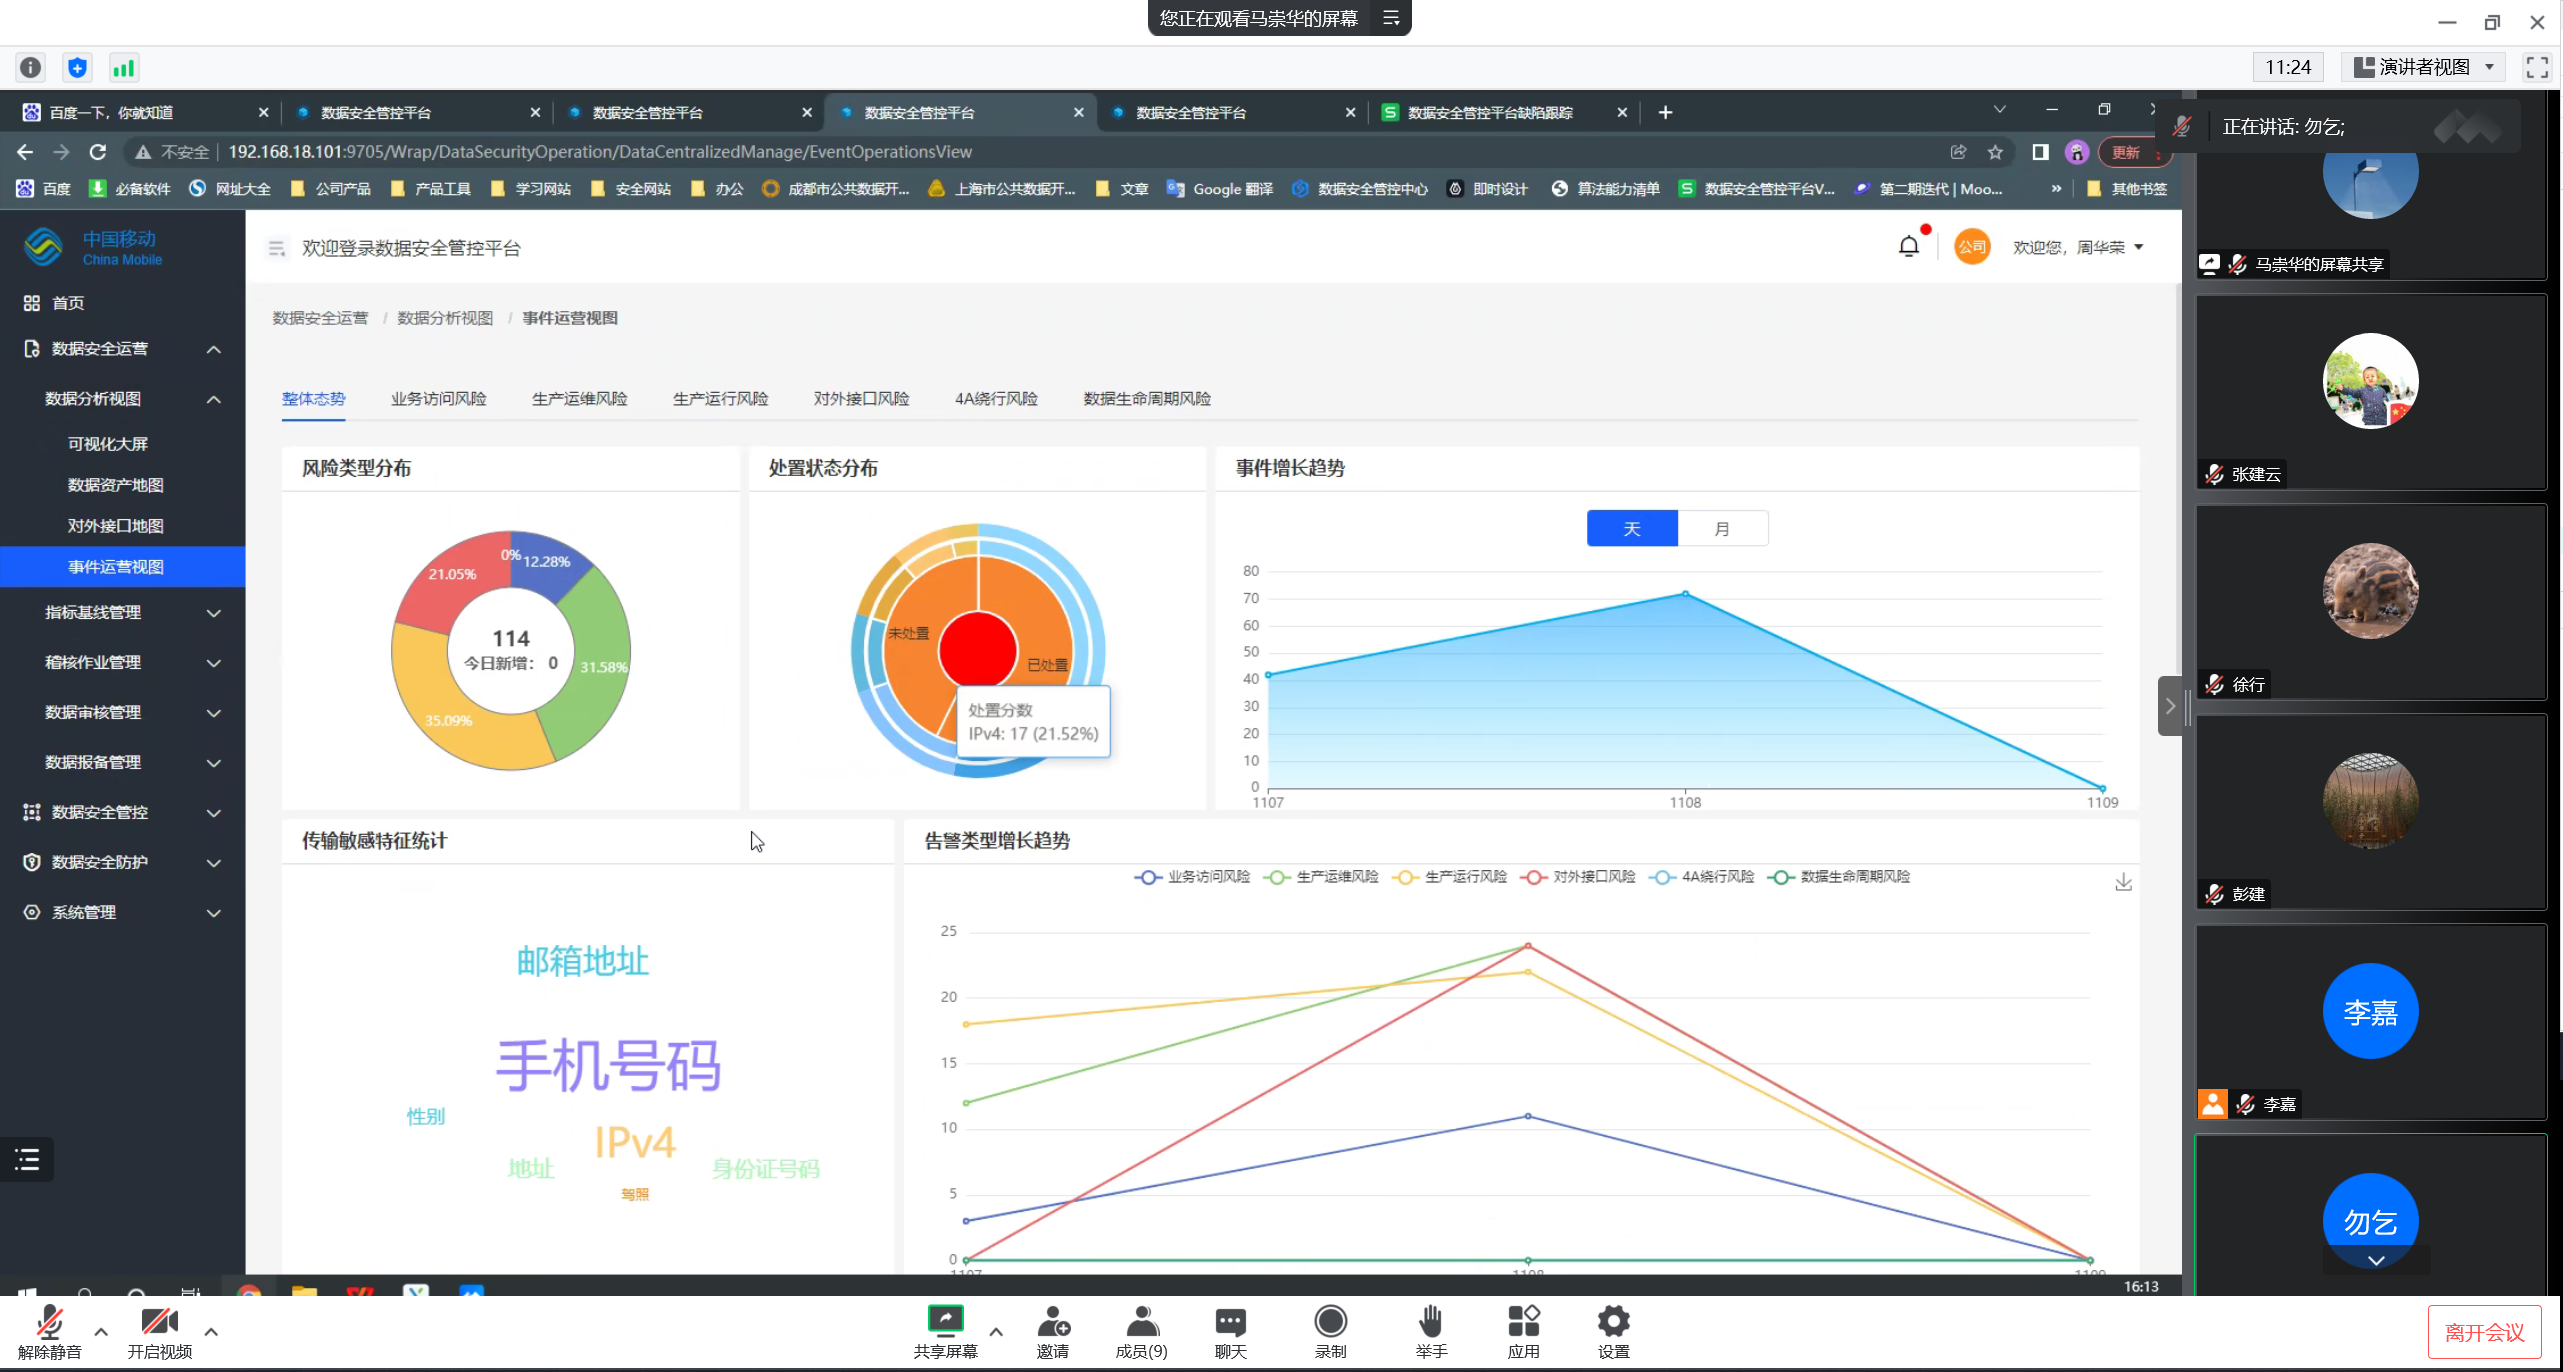 您正在观看马崇华的屏幕
11:24
演讲者视图
百度一下，你就知道
数据安全管控平台
数据安全管控平台
数据安全管控平台
数据安全管控平台
数据安全管控平台缺陷跟踪
正在讲话: 勿乞;
不安全
192.168.18.101:9705/Wrap/DataSecurityOperation/DataCentralizedManage/EventOperationsView
更新
百度
必备软件
网址大全
公司产品
产品工具
学习网站
安全网站
办公
成都市公共数据开...
上海市公共数据开...
文章
Google 翻译
数据安全管控中心
即时设计
算法能力清单
数据安全管控平台V...
第二期迭代 | Moo...
»
其他书签
中国移动
China Mobile
首页
数据安全运营
数据分析视图
可视化大屏
数据资产地图
对外接口地图
事件运营视图
指标基线管理
稽核作业管理
数据审核管理
数据报备管理
数据安全管控
数据安全防护
系统管理
欢迎登录数据安全管控平台
公司
欢迎您，周华荣
数据安全运营 / 数据分析视图 / 事件运营视图
整体态势
业务访问风险
生产运维风险
生产运行风险
对外接口风险
4A绕行风险
数据生命周期风险
风险类型分布
0%
12.28%
21.05%
114
今日新增： 0
31.58%
35.09%
处置状态分布
未处置
已处置
处置分数
IPv4: 17 (21.52%)
事件增长趋势
天
月
80
70
60
50
40
30
20
10
0
1107
1108
1109
传输敏感特征统计
邮箱地址
手机号码
性别
IPv4
地址
身份证号码
驾照
告警类型增长趋势
业务访问风险
生产运维风险
生产运行风险
对外接口风险
4A绕行风险
数据生命周期风险
25
20
15
10
5
0
1107
1108
1109
16:13
马崇华的屏幕共享
张建云
徐行
彭建
李嘉
李嘉
勿乞
解除静音
开启视频
共享屏幕
邀请
成员(9)
聊天
录制
举手
应用
设置
离开会议